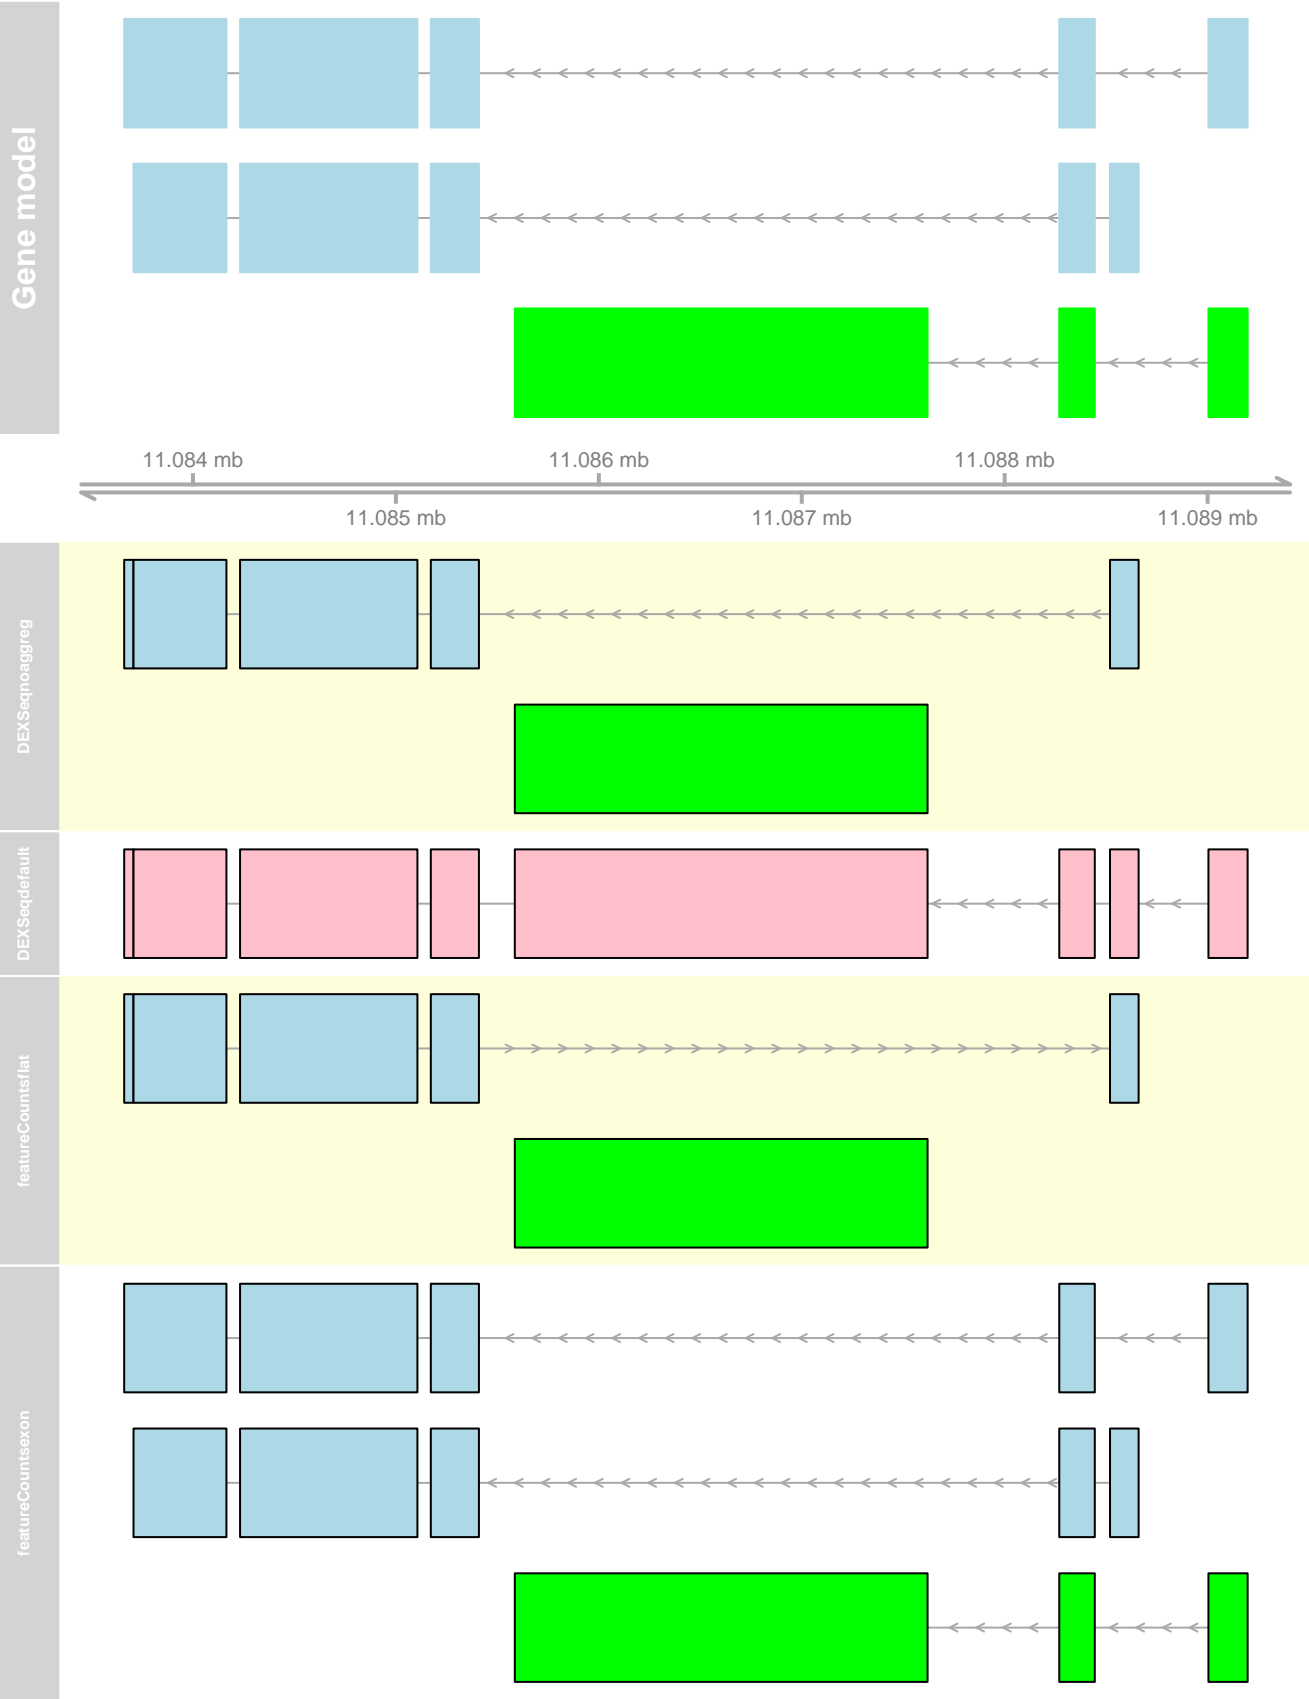 Gene model
11.084 mb
11.086 mb
11.088 mb
11.085 mb
11.087 mb
11.089 mb
DEXSeqnoaggreg
DEXSeqdefault
featureCountsflat
featureCountsexon